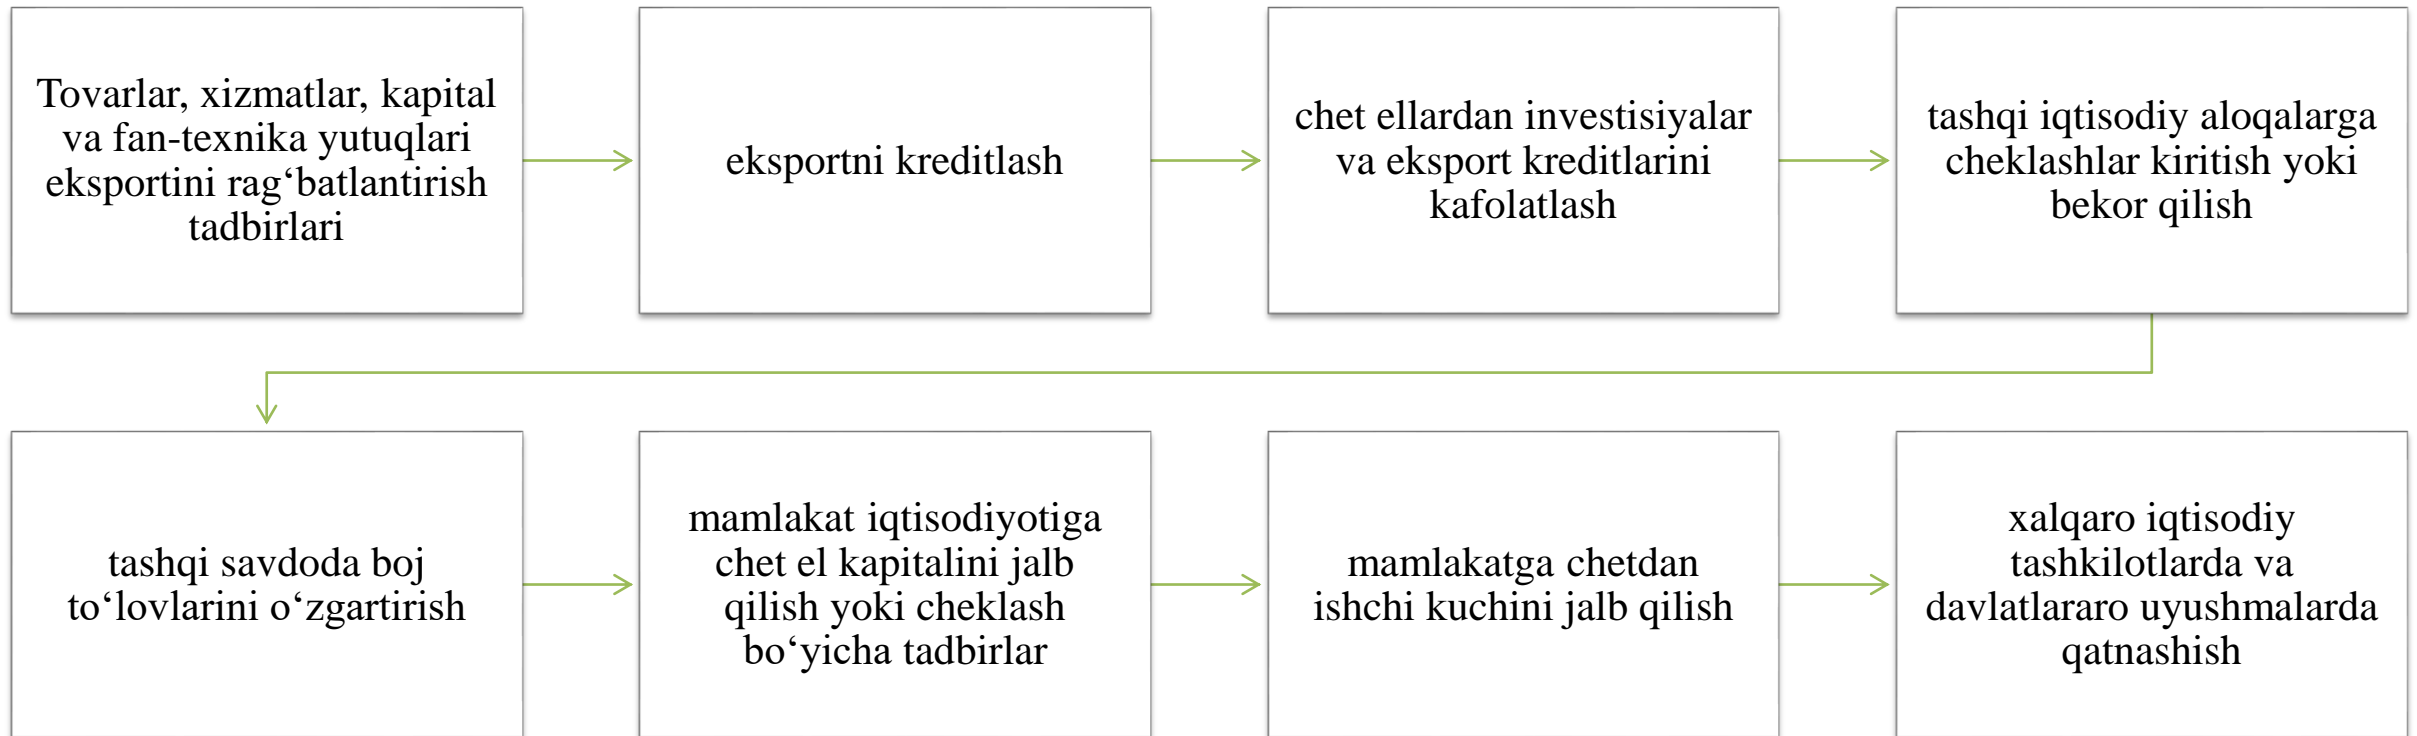 Tovarlar, xizmatlar, kapital
va fan-texnika yutuqlari
eksportini rag‘batlantirish
tadbirlari
eksportni kreditlash
chet ellardan investisiyalar
va eksport kreditlarini
kafolatlash
tashqi iqtisodiy aloqalarga
cheklashlar kiritish yoki
bekor qilish
tashqi savdoda boj
to‘lovlarini o‘zgartirish
mamlakat iqtisodiyotiga
chet el kapitalini jalb
qilish yoki cheklash
bo‘yicha tadbirlar
mamlakatga chetdan
ishchi kuchini jalb qilish
xalqaro iqtisodiy
tashkilotlarda va
davlatlararo uyushmalarda
qatnashish